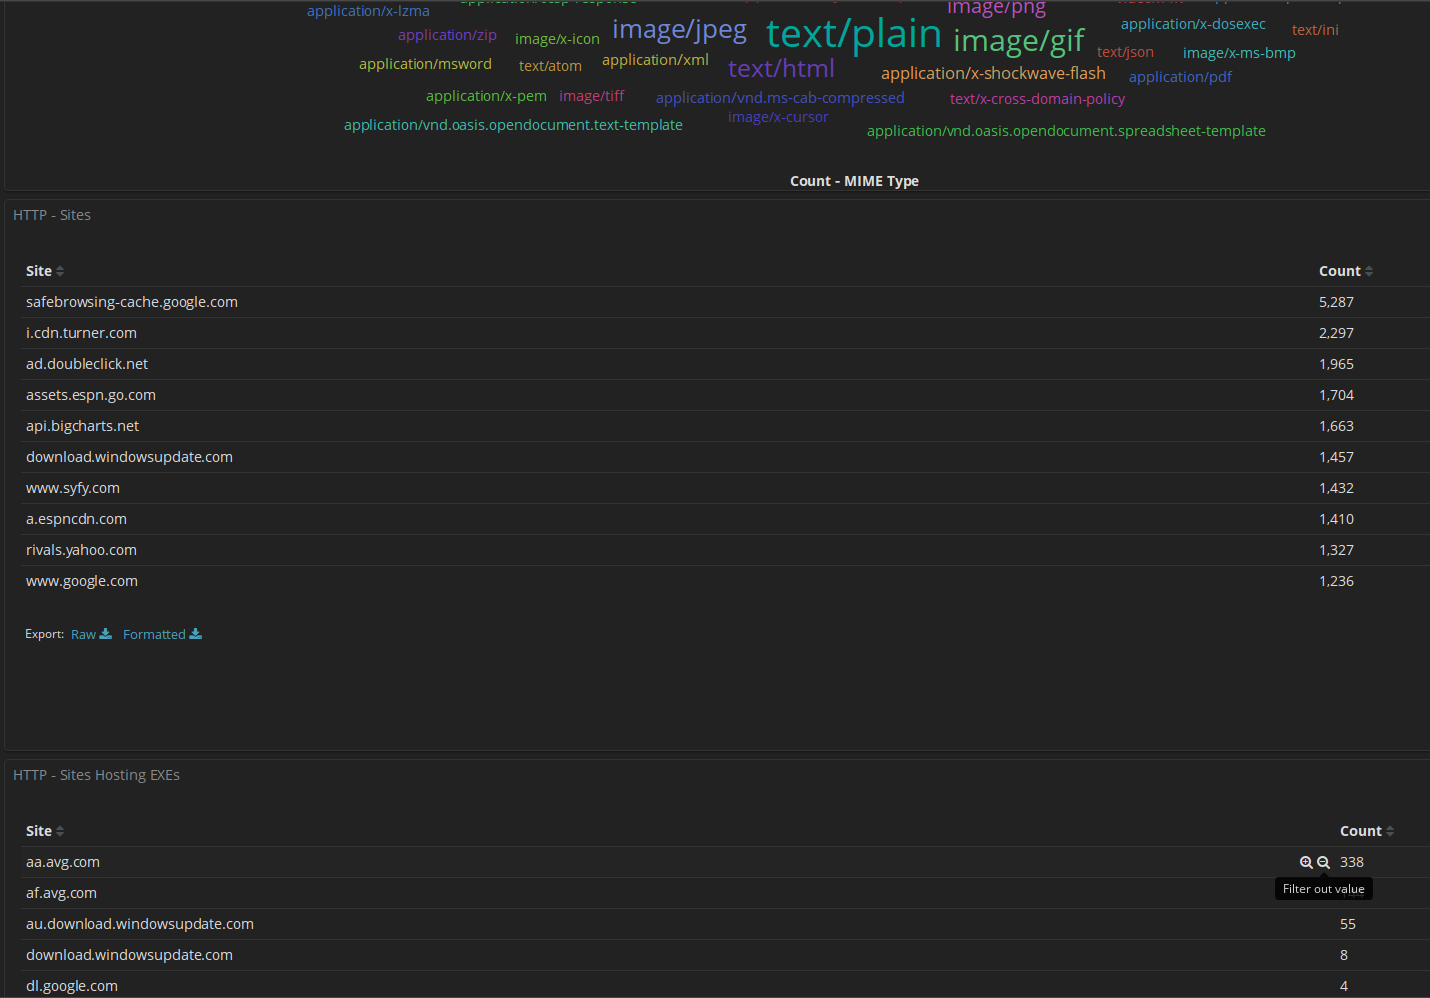 application/x-lzma
image/png
application/zip
image/x-icon
image/jpeg
text/plain
image/gif
application/x-dosexec
text/ini
application/msword
text/atom
application/xml
text/html
application/x-shockwave-flash
text/json
image/x-ms-bmp
application/pdf
application/x-pem
image/tiff
application/vnd.ms-cab-compressed
text/x-cross-domain-policy
image/x-cursor
application/vnd.oasis.opendocument.text-template
application/vnd.oasis.opendocument.spreadsheet-template
Count - MIME Type
HTTP - Sites
Site Count
safebrowsing-cache.google.com 5,287
i.cdn.turner.com 2,297
ad.doubleclick.net 1,965
assets.espn.go.com 1,704
api.bigcharts.net 1,663
download.windowsupdate.com 1,457
www.syfy.com 1,432
a.espncdn.com 1,410
rivals.yahoo.com 1,327
www.google.com 1,236
Export: Raw Formatted
HTTP - Sites Hosting EXEs
Site Count
aa.avg.com 338
Filter out value
af.avg.com
au.download.windowsupdate.com 55
download.windowsupdate.com 8
dl.google.com 4